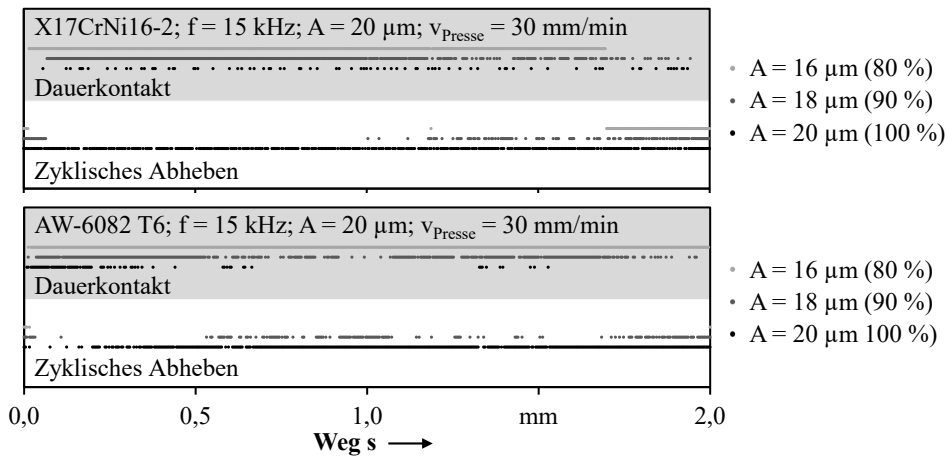 X17CrNi16-2; f = 15 kHz; A = 20 µm; vPresse = 30 mm/min
Dauerkontakt
Zyklisches Abheben
A = 16 µm (80 %)
A = 18 µm (90 %)
A = 20 µm (100 %)
AW-6082 T6; f = 15 kHz; A = 20 µm; vPresse = 30 mm/min
Dauerkontakt
Zyklisches Abheben
A = 16 µm (80 %)
A = 18 µm (90 %)
A = 20 µm 100 %)
0,0 0,5 1,0 mm 2,0
Weg s